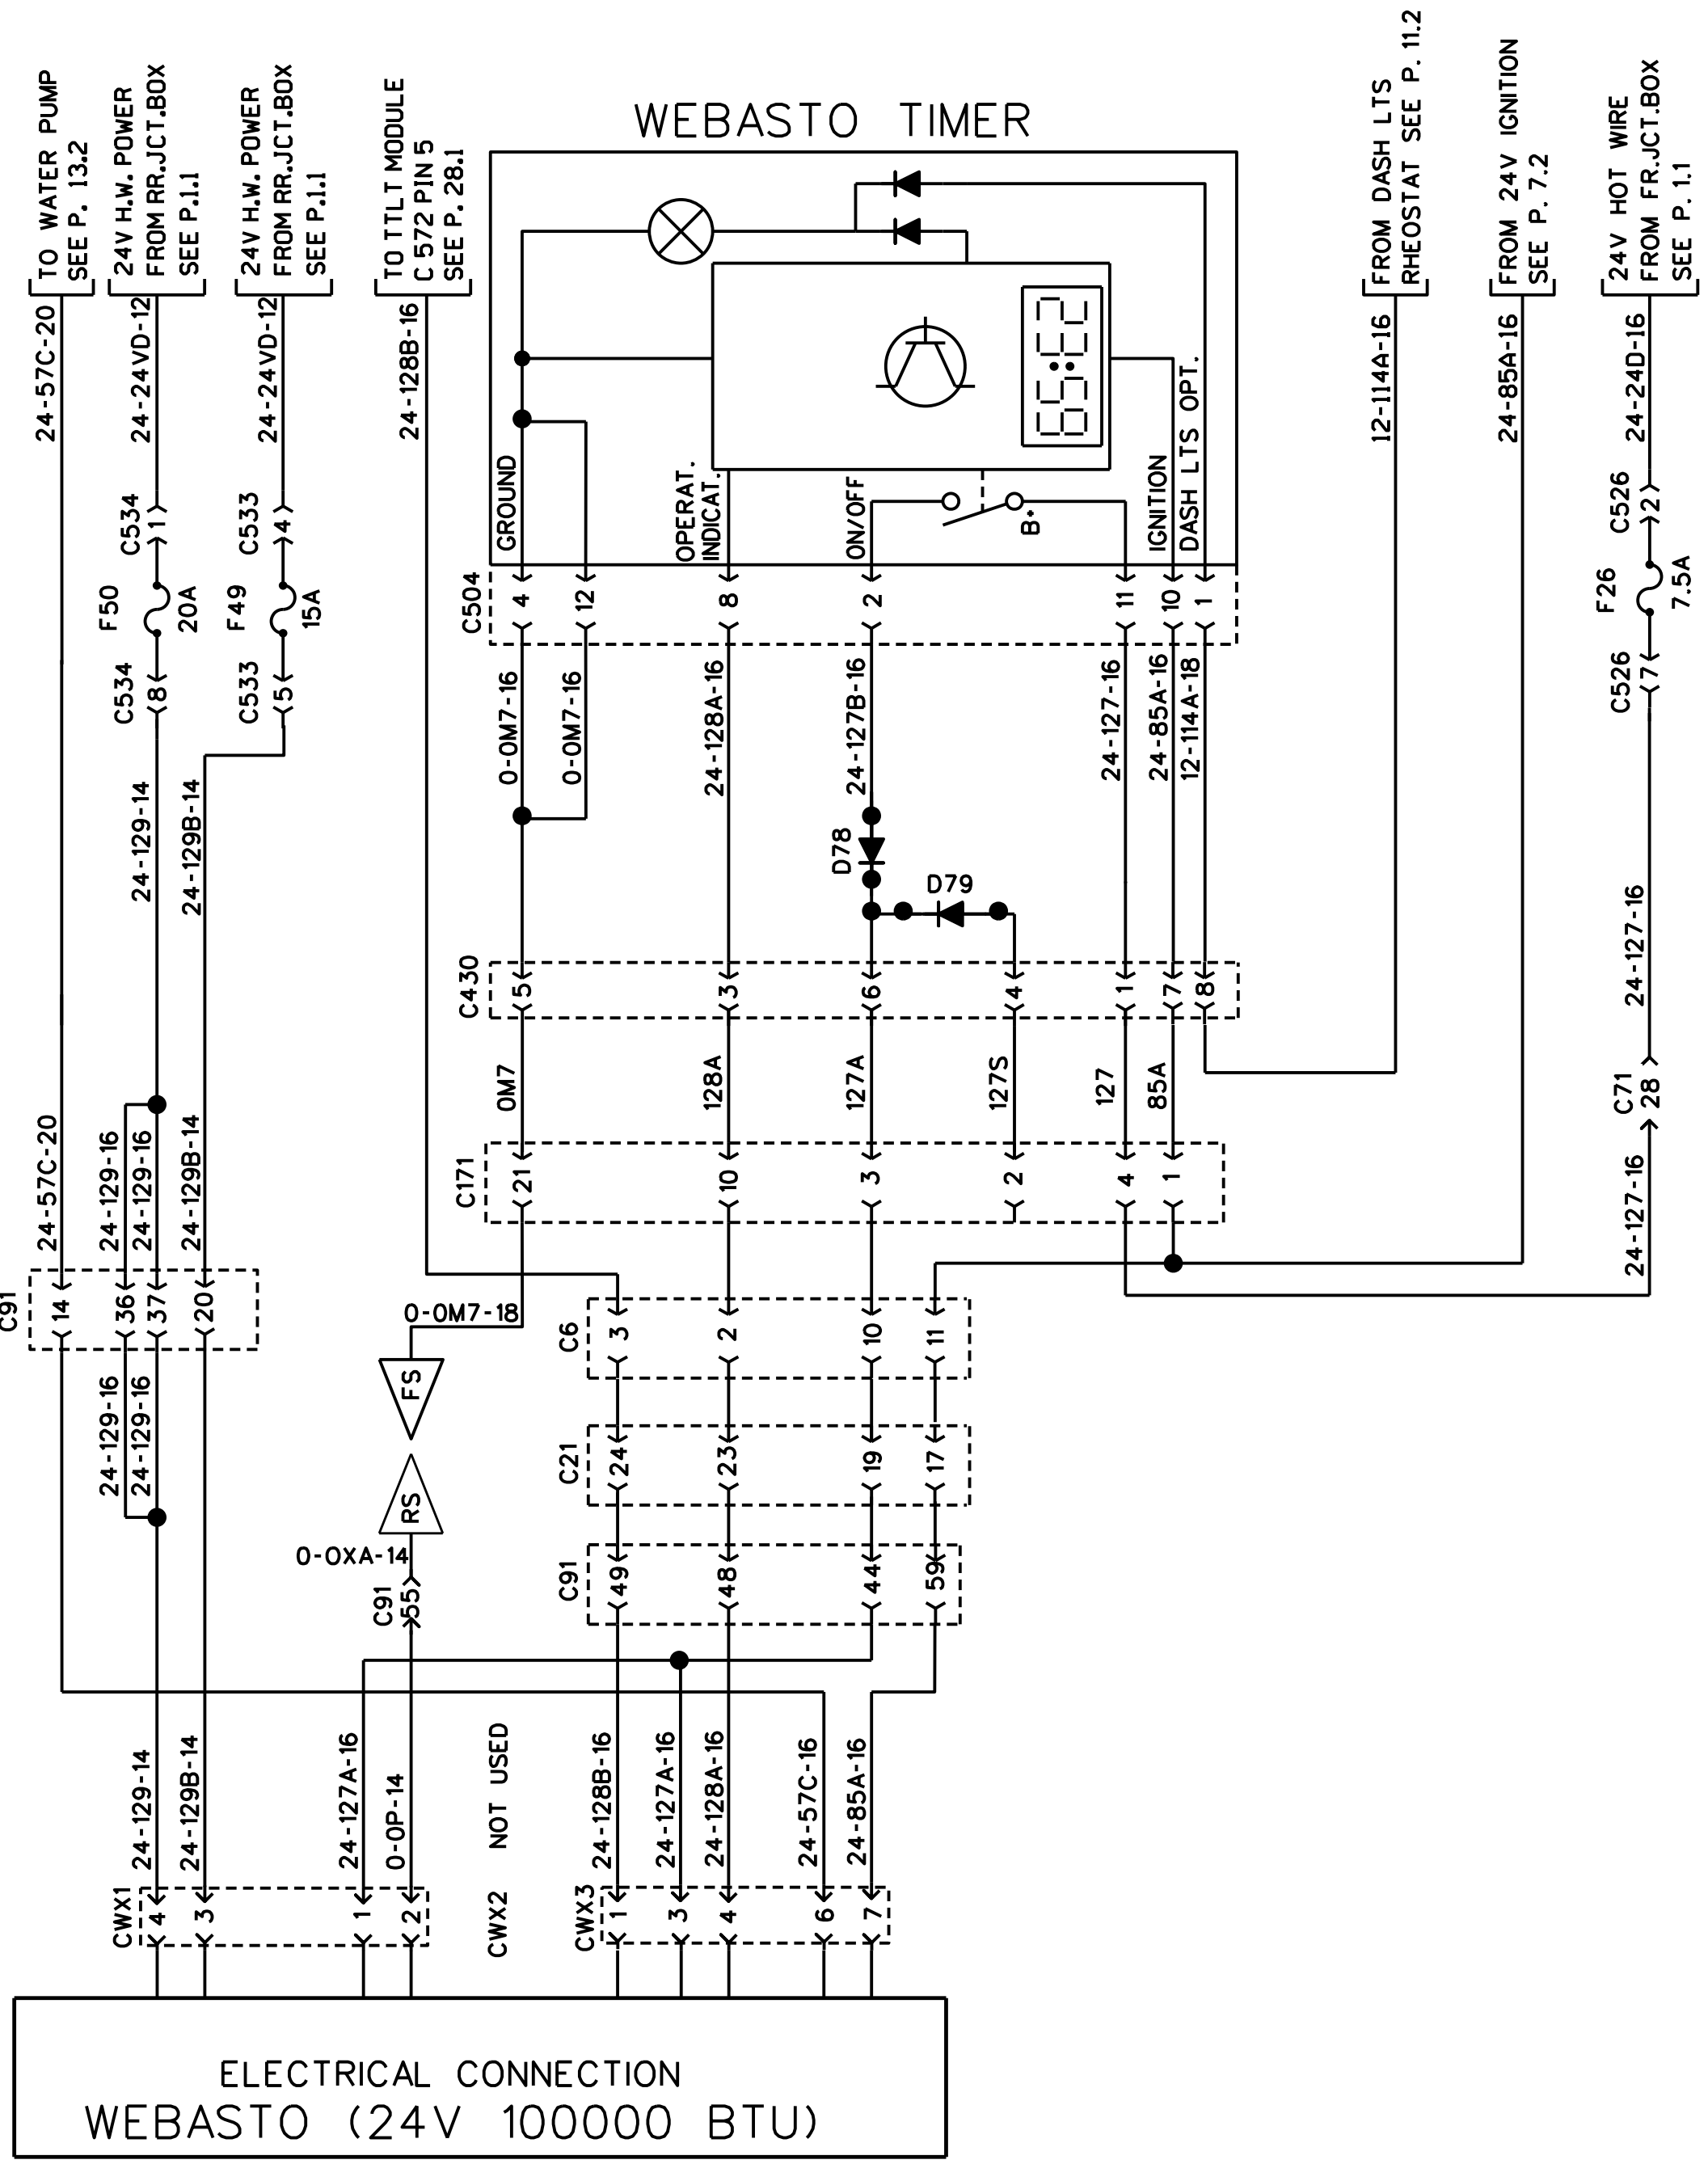 TO WATER PUMP
SEE P. 13.2
24V H.W. POWER
FROM RR.JCT.BOX
SEE P.1.1
24V H.W. POWER
FROM RR.JCT.BOX
SEE P.1.1
TO TTLT MODULE
C 572 PIN 5
SEE P. 28.1
WEBASTO TIMER
FROM DASH LTS
RHEOSTAT SEE P. 11.2
FROM 24V IGNITION
SEE P. 7.2
24V HOT WIRE
FROM FR.JCT.BOX
SEE P. 1.1
24-57C-20
24-24VD-12
24-24VD-12
24-128B-16
12-114A-16
24-85A-16
24-24D-16
GROUND
OPERAT.
INDICAT.
ON/OFF
B+
IGNITION
DASH LTS OPT.
C534
1
C533
4
C526
2
F50
20A
F49
15A
F26
7.5A
C534
8
C533
5
C526
7
C504
4
12
8
2
11
10
1
0-0M7-16
0-0M7-16
24-128A-16
24-127B-16
24-127-16
24-85A-16
12-114A-18
24-129-14
24-129B-14
D78
D79
24-127-16
C430
5
3
6
4
1
7
8
0M7
128A
127A
127S
127
85A
C71
28
24-57C-20
24-129-16
24-129-16
24-129B-14
C171
21
10
3
2
4
1
24-127-16
C91
14
36
37
20
0-0M7-18
C6
3
2
10
11
24-129-16
24-129-16
FS
RS
C21
24
23
19
17
0-0XA-14
C91
55
C91
49
48
44
59
24-129-14
24-129B-14
24-127A-16
0-0P-14
NOT USED
24-128B-16
24-127A-16
24-128A-16
24-57C-16
24-85A-16
CWX1
4
3
1
2
CWX2
CWX3
1
3
4
6
7
ELECTRICAL CONNECTION
WEBASTO (24V 100000 BTU)